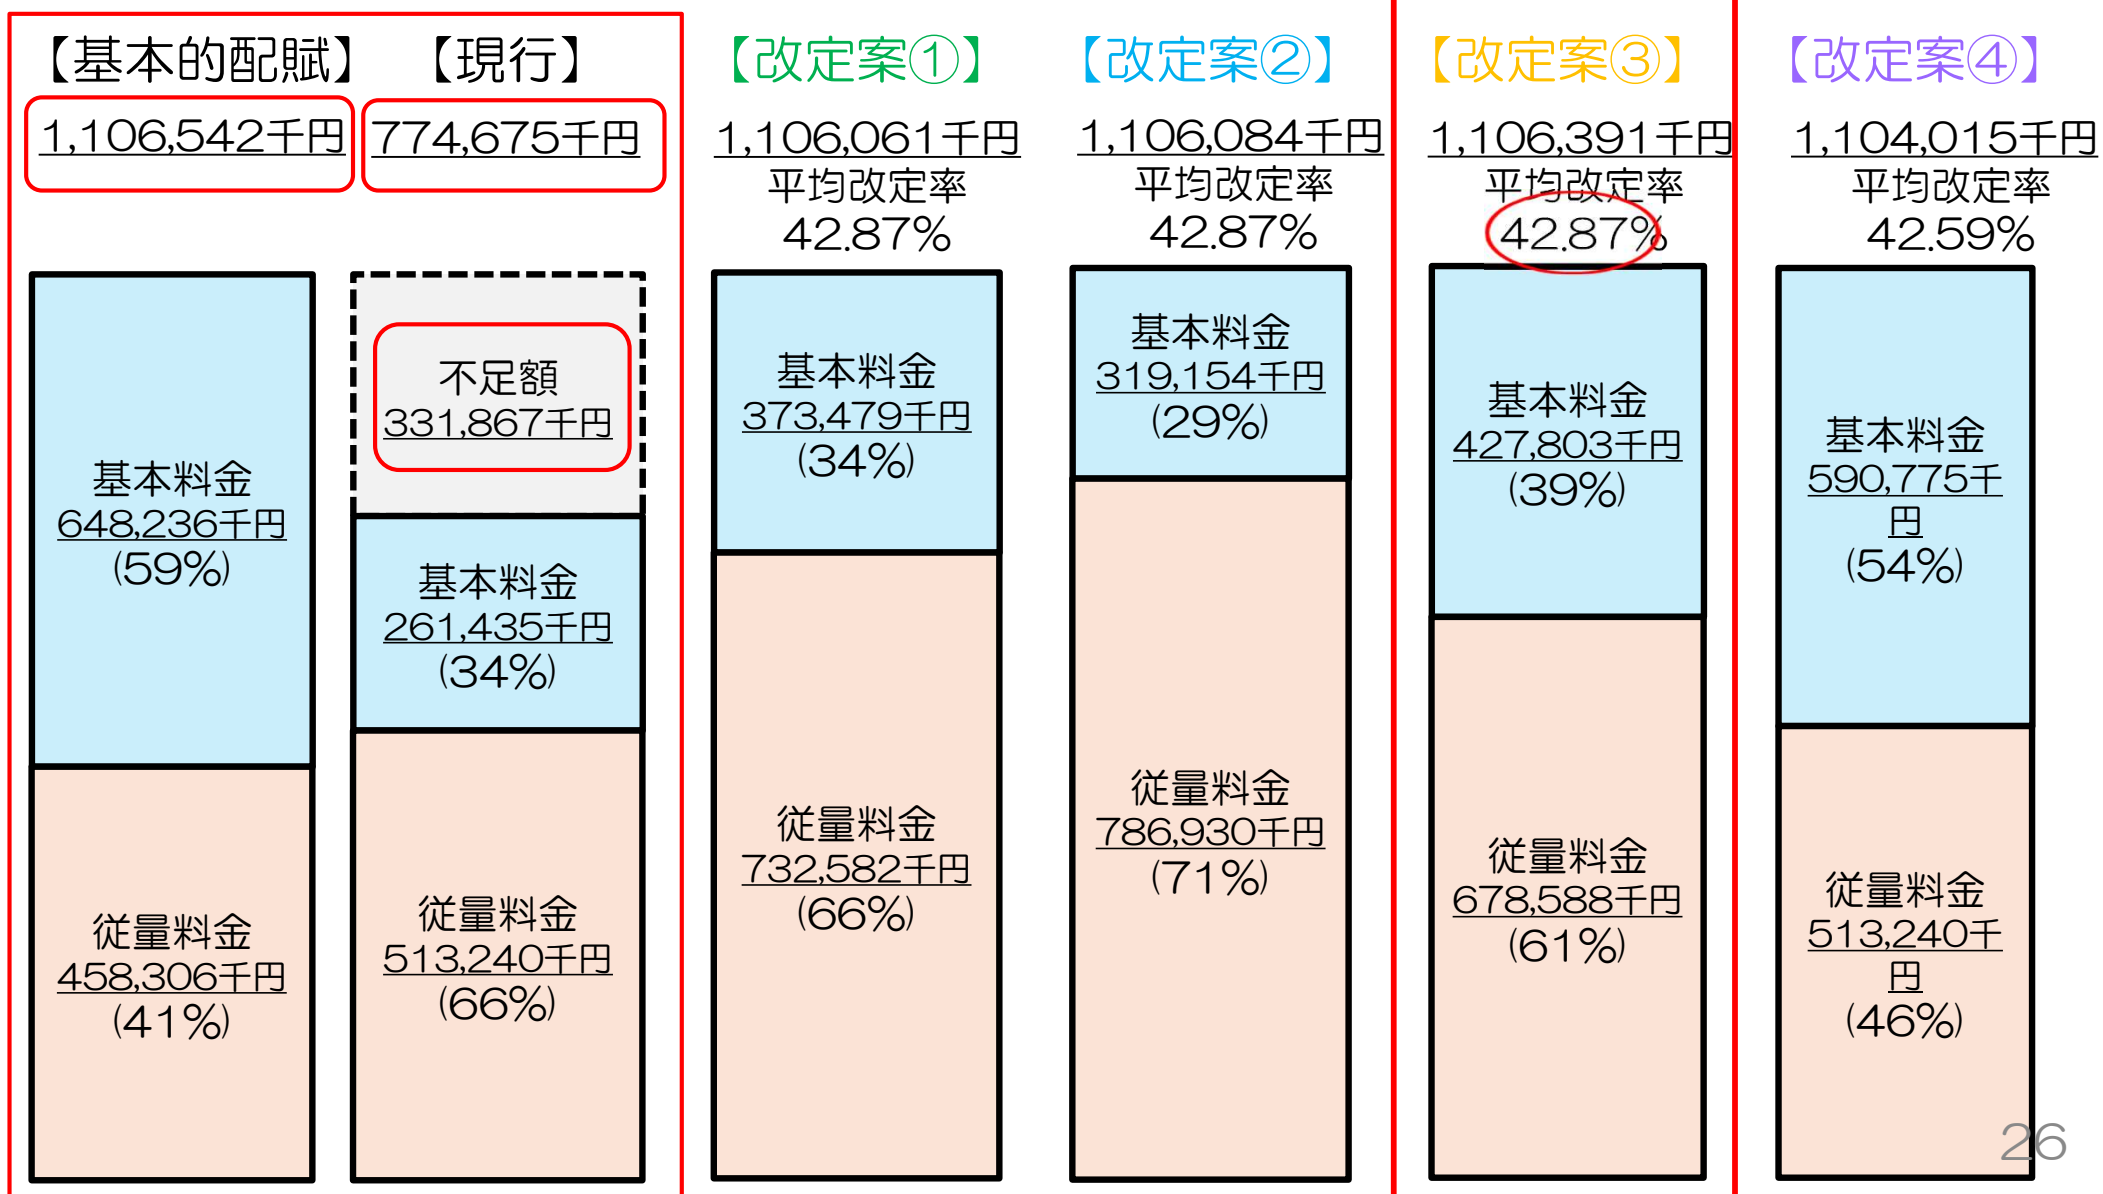 【基本的配賦】
1,106,542千円
基本料金
648,236千円
(59%)
従量料金
458,306千円
(41%)
【現行】
774,675千円
不足額
331,867千円
基本料金
261,435千円
(34%)
従量料金
513,240千円
(66%)
【改定案①】
1,106,061千円
平均改定率
42.87%
基本料金
373,479千円
(34%)
従量料金
732,582千円
(66%)
【改定案②】
1,106,084千円
平均改定率
42.87%
基本料金
319,154千円
(29%)
従量料金
786,930千円
(71%)
【改定案③】
1,106,391千円
平均改定率
42.87%
基本料金
427,803千円
(39%)
従量料金
678,588千円
(61%)
【改定案④】
1,104,015千円
平均改定率
42.59%
基本料金
590,775千
円
(54%)
従量料金
513,240千
円
(46%)
26